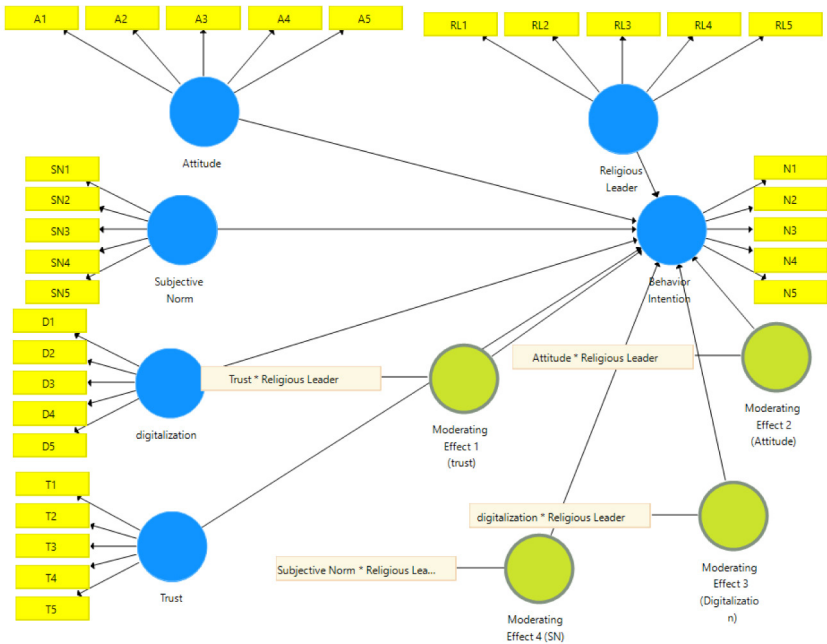 A1
A2
A3
A4
A5
RL1
RL2
RL3
RL4
RL5
Attitude
Religious
Leader
SN1
SN2
SN3
SN4
SN5
Subjective
Norm
N1
N2
N3
N4
N5
Behavior
Intention
D1
D2
D3
D4
D5
digitalization
Trust * Religious Leader
Moderating
Effect 1
(trust)
Attitude * Religious Leader
Moderating
Effect 2
(Attitude)
T1
T2
T3
T4
T5
Trust
digitalization * Religious Leader
Moderating
Effect 3
(Digitalizatio
n)
Subjective Norm * Religious Lea...
Moderating
Effect 4 (SN)